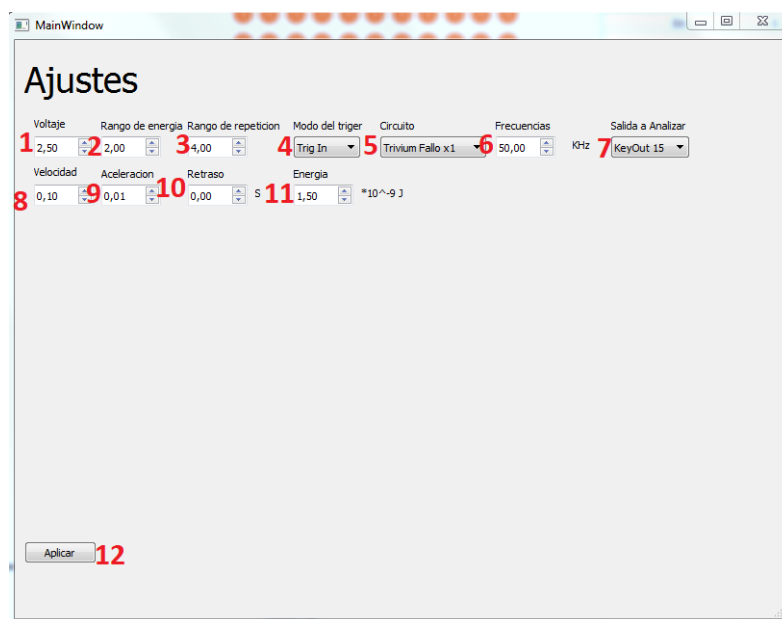 MainWindow
Ajustes
Voltaje Rango de energia Rango de repeticion Modo del triger Circuito Frecuencias Salida a Analizar
1 2,50 2 2,00 3 4,00 4 Trig In 5 Trivium Fallo x1 6 50,00 KHz 7 KeyOut 15
Velocidad Aceleracion Retraso Energia
8 0,10 9 0,01 10 0,00 S 11 1,50 *10^-9 J
Aplicar 12